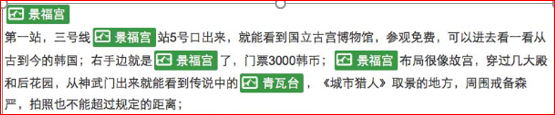 景福宫
第一站，三号线景福宫站5号口出来，就能看到国立古宫博物馆，参观免费，可以进去看一看从
古到今的韩国；右手边就是景福宫了，门票3000韩币；景福宫布局很像故宫，穿过几大殿
和后花园，从神武门出来就能看到传说中的青瓦台，《城市猎人》取景的地方，周围戒备森
严，拍照也不能超过规定的距离；